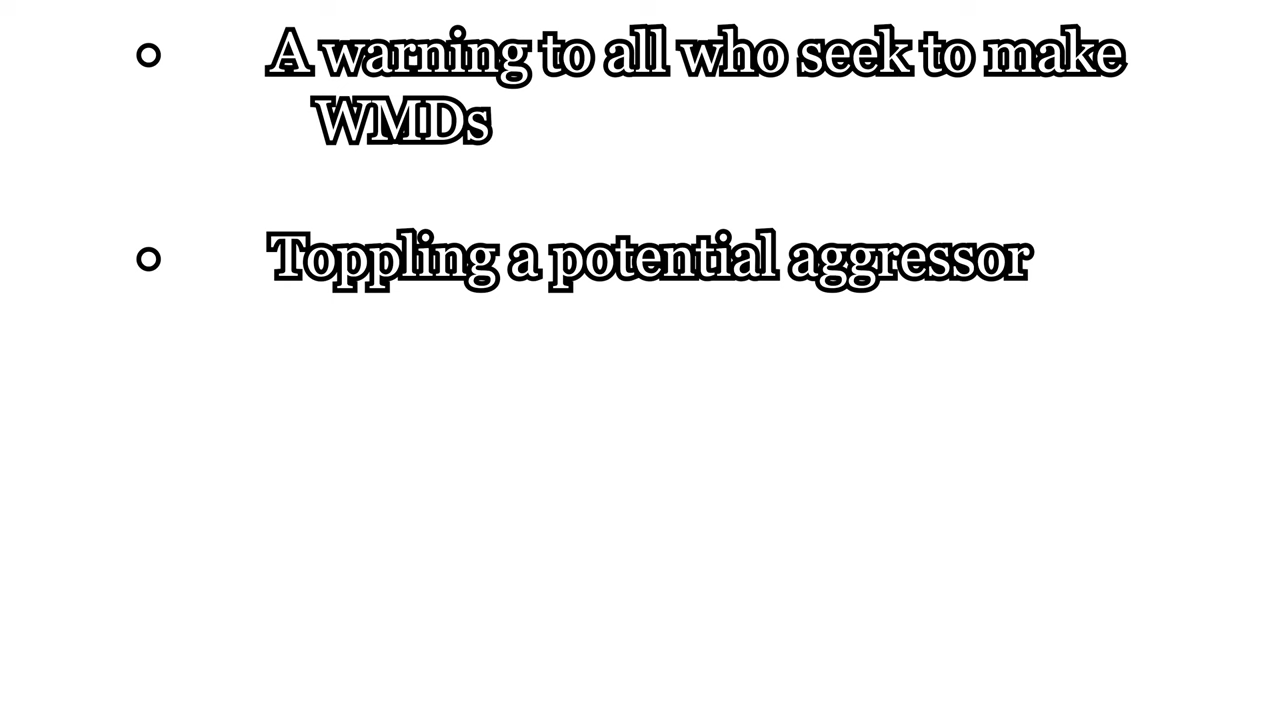 A warning to all who seek to make
WMDs
Toppling a potential aggressor